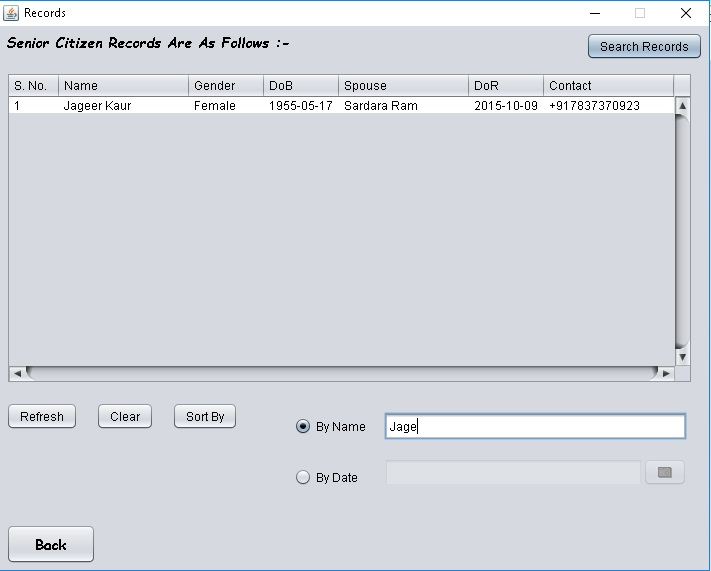 Records
Senior Citizen Records Are As Follows :-
Search Records
S. No. Name Gender DoB Spouse DoR Contact
1 Jageer Kaur Female 1955-05-17 Sardara Ram 2015-10-09 +917837370923
Refresh Clear Sort By By Name Jage
By Date
Back